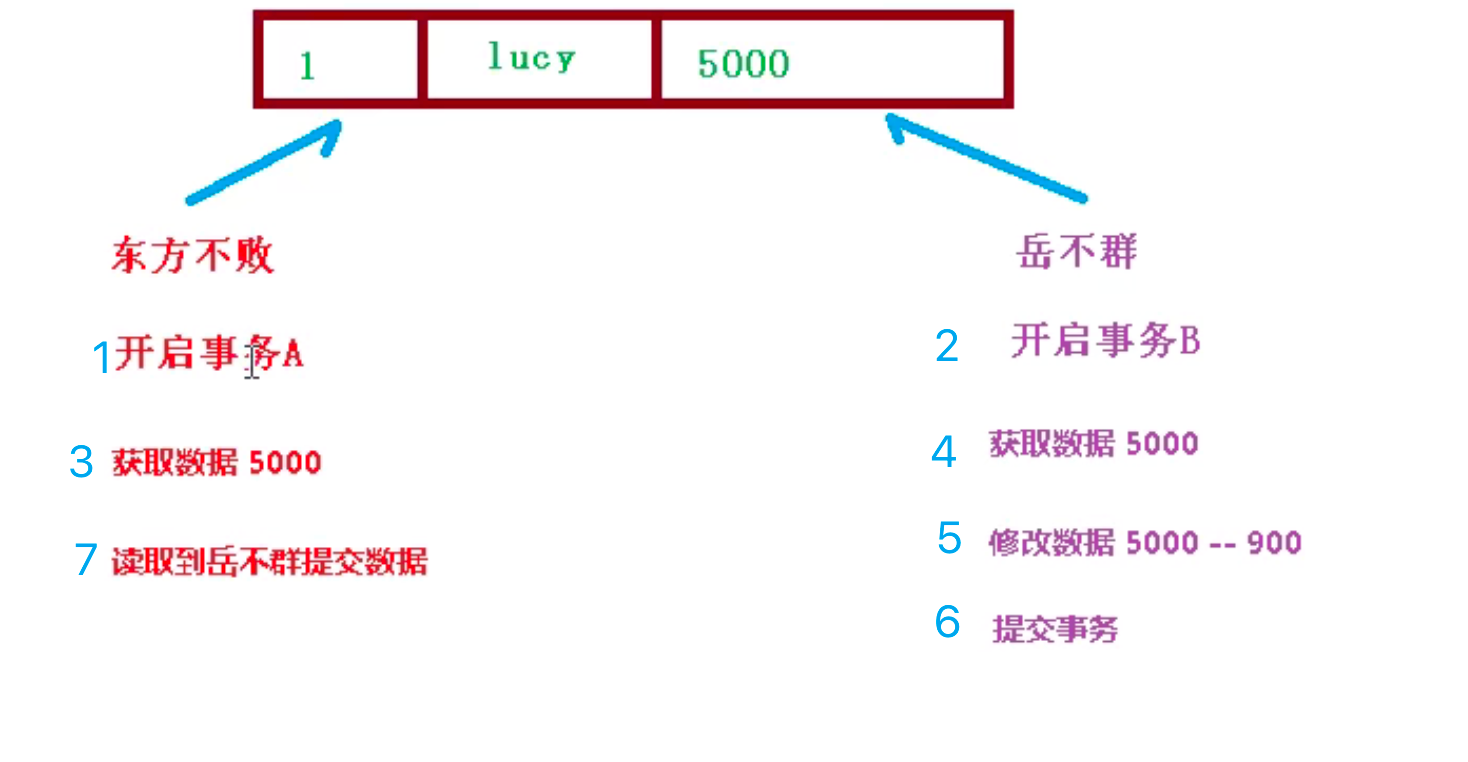 1 lucy 5000
东方不败
岳不群
1开启事务A
2 开启事务B
3 获取数据 5000
4 获取数据 5000
5 修改数据 5000 -- 900
7 读取到岳不群提交数据
6 提交事务